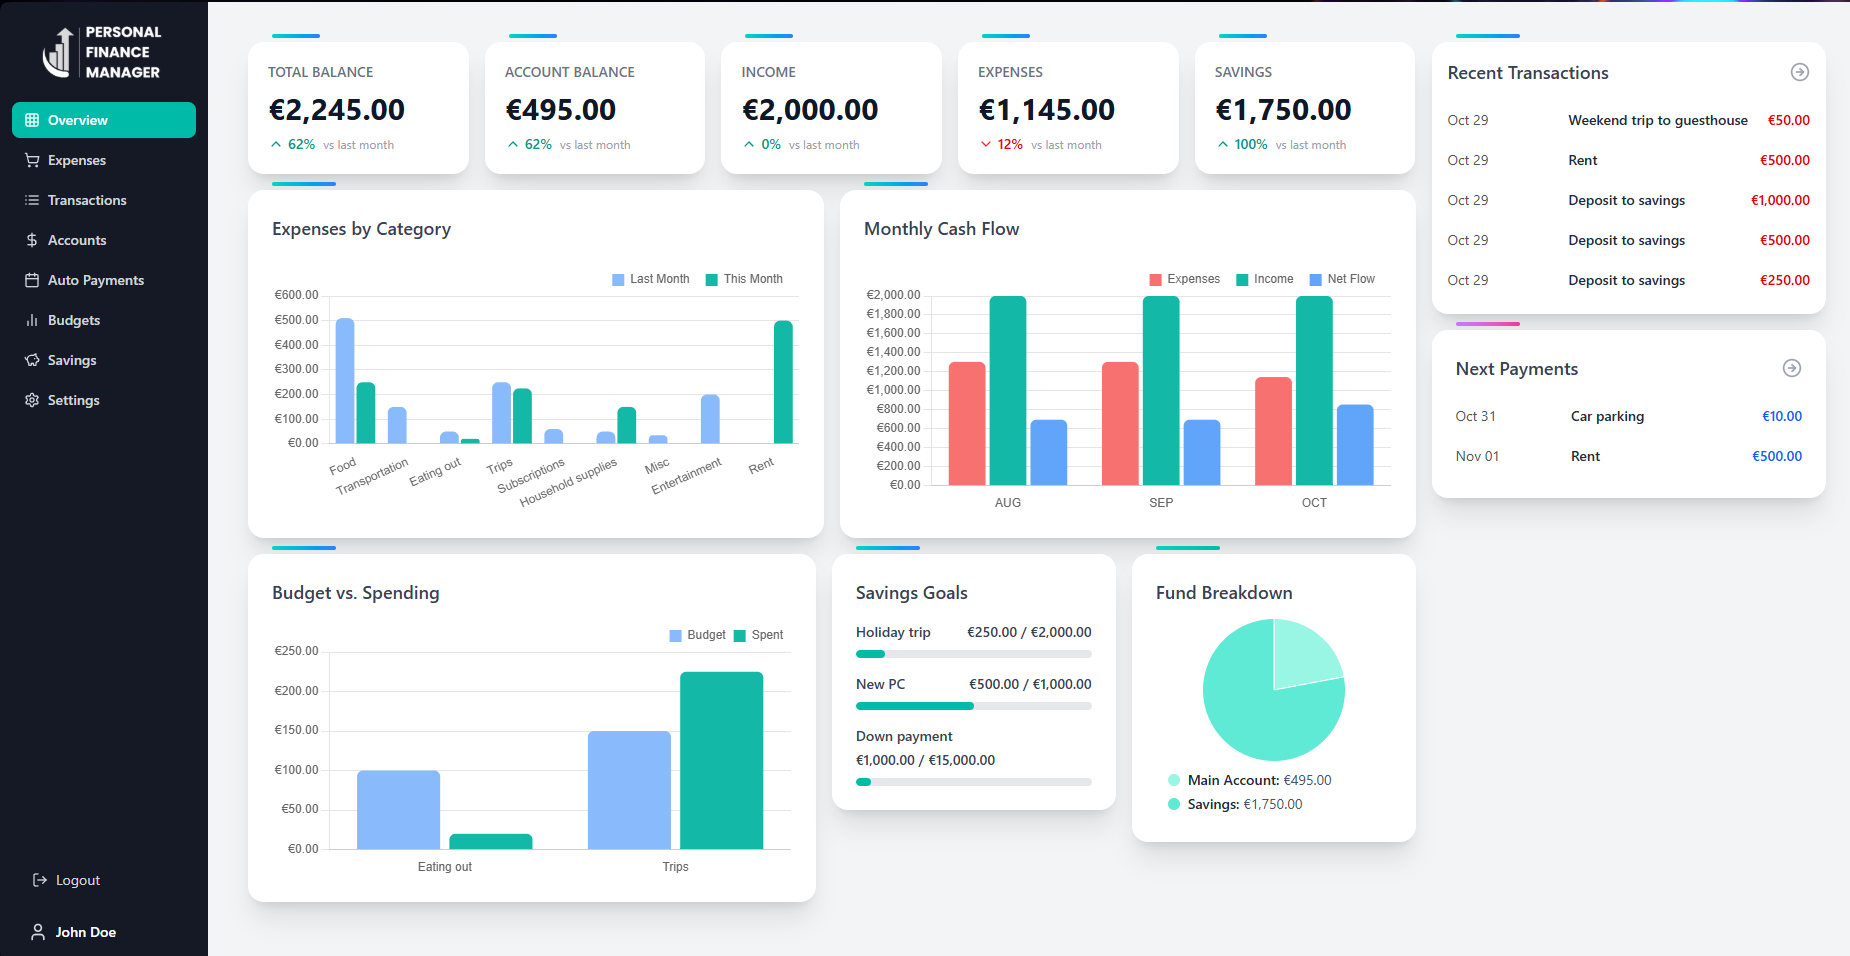 PERSONAL
FINANCE
MANAGER
Overview
Expenses
Transactions
Accounts
Auto Payments
Budgets
Savings
Settings
Logout
John Doe
TOTAL BALANCE
€2,245.00
62% vs last month
ACCOUNT BALANCE
€495.00
62% vs last month
INCOME
€2,000.00
0% vs last month
EXPENSES
€1,145.00
12% vs last month
SAVINGS
€1,750.00
100% vs last month
Expenses by Category
Last Month This Month
€600.00
€500.00
€400.00
€300.00
€200.00
€100.00
€0.00
Food
Transportation
Eating out
Trips
Subscriptions
Household supplies
Misc
Entertainment
Rent
Monthly Cash Flow
Expenses Income Net Flow
€2,000.00
€1,800.00
€1,600.00
€1,400.00
€1,200.00
€1,000.00
€800.00
€600.00
€400.00
€200.00
€0.00
AUG SEP OCT
Recent Transactions
Oct 29 Weekend trip to guesthouse €50.00
Oct 29 Rent €500.00
Oct 29 Deposit to savings €1,000.00
Oct 29 Deposit to savings €500.00
Oct 29 Deposit to savings €250.00
Next Payments
Oct 31 Car parking €10.00
Nov 01 Rent €500.00
Budget vs. Spending
Budget Spent
€250.00
€200.00
€150.00
€100.00
€50.00
€0.00
Eating out Trips
Savings Goals
Holiday trip €250.00 / €2,000.00
New PC €500.00 / €1,000.00
Down payment
€1,000.00 / €15,000.00
Fund Breakdown
Main Account: €495.00
Savings: €1,750.00